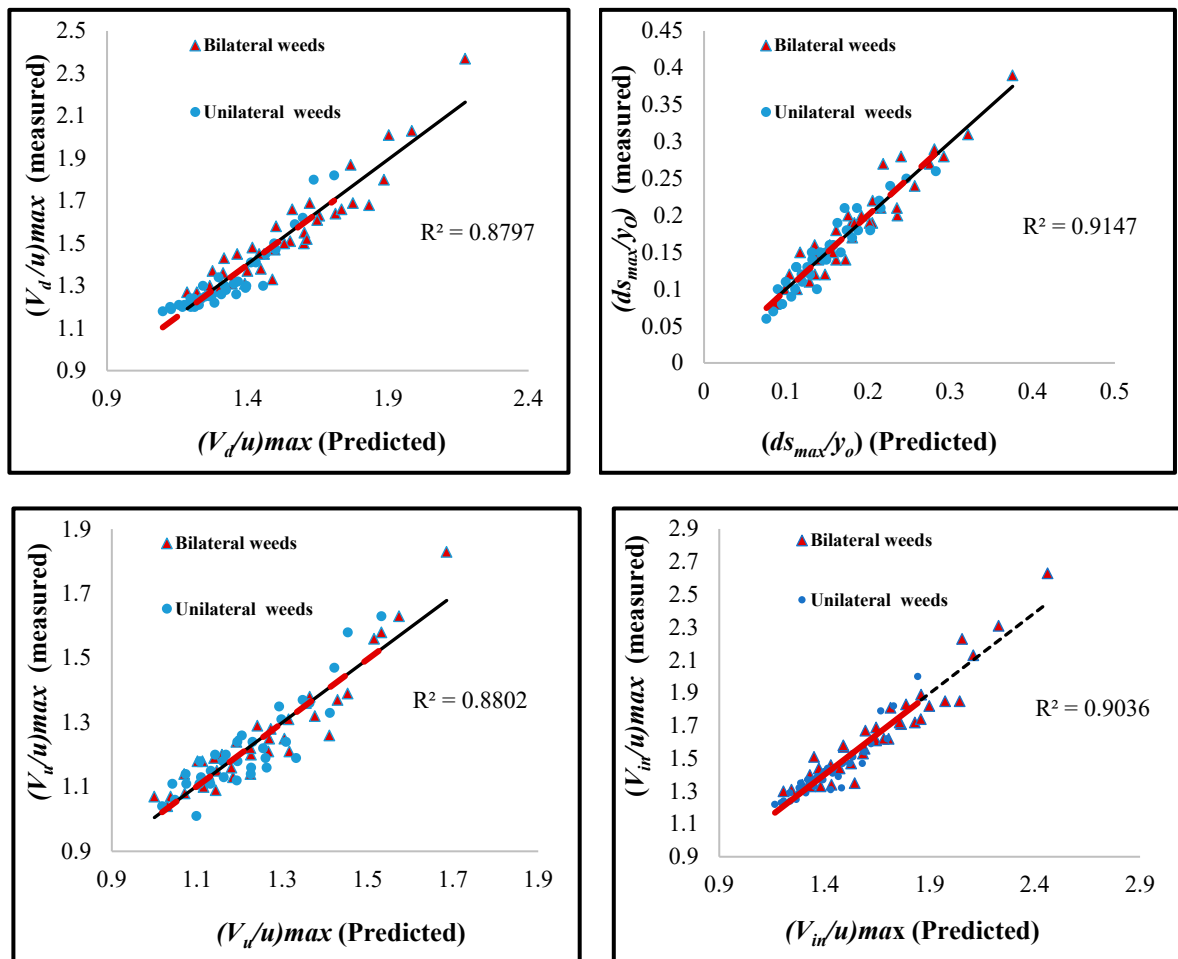 2.5
2.3
2.1
1.9
1.7
1.5
1.3
1.1
0.9
(V_d/u)max (measured)
Bilateral weeds
Unilateral weeds
R² = 0.8797
0.9 1.4 1.9 2.4
(V_d/u)max (Predicted)
0.45
0.4
0.35
0.3
0.25
0.2
0.15
0.1
0.05
0
(ds_max/y_o) (measured)
Bilateral weeds
Unilateral weeds
R² = 0.9147
0 0.1 0.2 0.3 0.4 0.5
(ds_max/y_o) (Predicted)
1.9
1.7
1.5
1.3
1.1
0.9
(V_u/u)max (measured)
Bilateral weeds
Unilateral weeds
R² = 0.8802
0.9 1.1 1.3 1.5 1.7 1.9
(V_u/u)max (Predicted)
2.9
2.7
2.5
2.3
2.1
1.9
1.7
1.5
1.3
1.1
0.9
(V_in/u)max (measured)
Bilateral weeds
Unilateral weeds
R² = 0.9036
0.9 1.4 1.9 2.4 2.9
(V_in/u)max (Predicted)